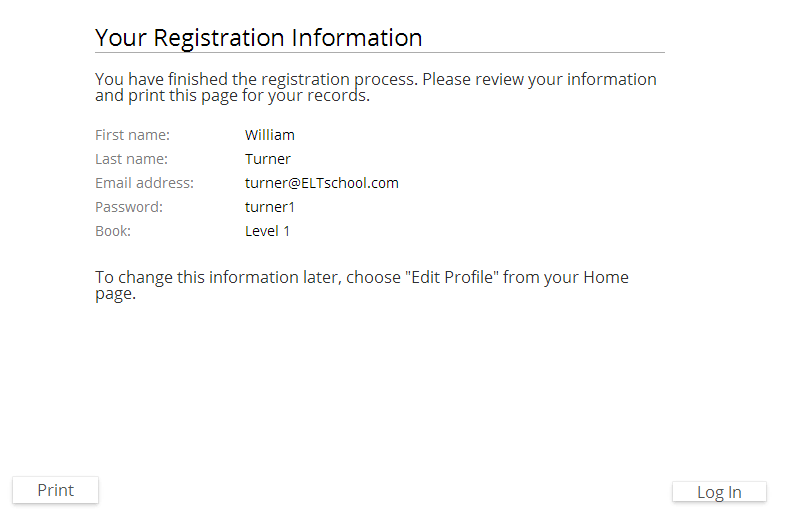 Your Registration Information
You have finished the registration process. Please review your information
and print this page for your records.
First name: William
Last name: Turner
Email address: turner@ELTschool.com
Password: turner1
Book: Level 1
To change this information later, choose "Edit Profile" from your Home
page.
Print Log In